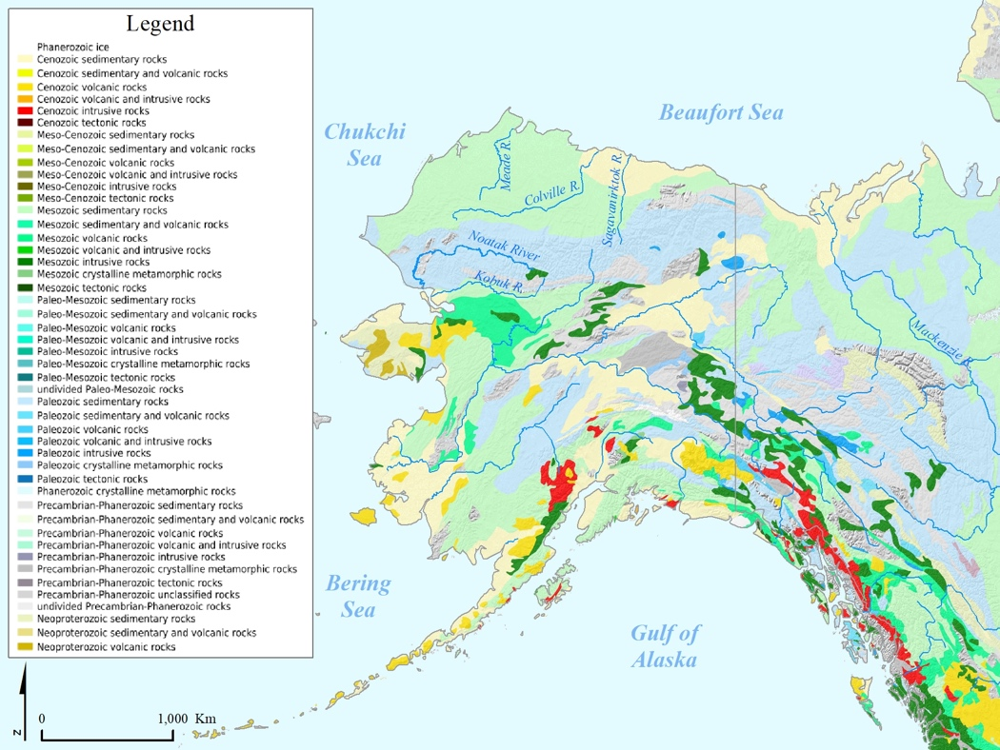 Legend
Phanerozoic ice
Cenozoic sedimentary rocks
Cenozoic sedimentary and volcanic rocks
Cenozoic volcanic rocks
Cenozoic volcanic and intrusive rocks
Cenozoic intrusive rocks
Cenozoic tectonic rocks
Meso-Cenozoic sedimentary rocks
Meso-Cenozoic sedimentary and volcanic rocks
Meso-Cenozoic volcanic rocks
Meso-Cenozoic volcanic and intrusive rocks
Meso-Cenozoic intrusive rocks
Meso-Cenozoic tectonic rocks
Mesozoic sedimentary rocks
Mesozoic sedimentary and volcanic rocks
Mesozoic volcanic rocks
Mesozoic volcanic and intrusive rocks
Mesozoic intrusive rocks
Mesozoic crystalline metamorphic rocks
Mesozoic tectonic rocks
Paleo-Mesozoic sedimentary rocks
Paleo-Mesozoic sedimentary and volcanic rocks
Paleo-Mesozoic volcanic rocks
Paleo-Mesozoic volcanic and intrusive rocks
Paleo-Mesozoic intrusive rocks
Paleo-Mesozoic crystalline metamorphic rocks
Paleo-Mesozoic tectonic rocks
undivided Paleo-Mesozoic rocks
Paleozoic sedimentary rocks
Paleozoic sedimentary and volcanic rocks
Paleozoic volcanic rocks
Paleozoic volcanic and intrusive rocks
Paleozoic intrusive rocks
Paleozoic crystalline metamorphic rocks
Paleozoic tectonic rocks
Phanerozoic crystalline metamorphic rocks
Precambrian-Phanerozoic sedimentary rocks
Precambrian-Phanerozoic sedimentary and volcanic rocks
Precambrian-Phanerozoic volcanic rocks
Precambrian-Phanerozoic volcanic and intrusive rocks
Precambrian-Phanerozoic intrusive rocks
Precambrian-Phanerozoic crystalline metamorphic rocks
Precambrian-Phanerozoic tectonic rocks
Precambrian-Phanerozoic unclassified rocks
undivided Precambrian-Phanerozoic rocks
Neoproterozoic sedimentary rocks
Neoproterozoic sedimentary and volcanic rocks
Neoproterozoic volcanic rocks
N
0 1,000 Km
Chukchi
Sea
Beaufort Sea
Meade R.
Colville R.
Sagavanirktok R.
Noatak River
Kobuk R.
Mackenzie R.
Bering
Sea
Gulf of
Alaska